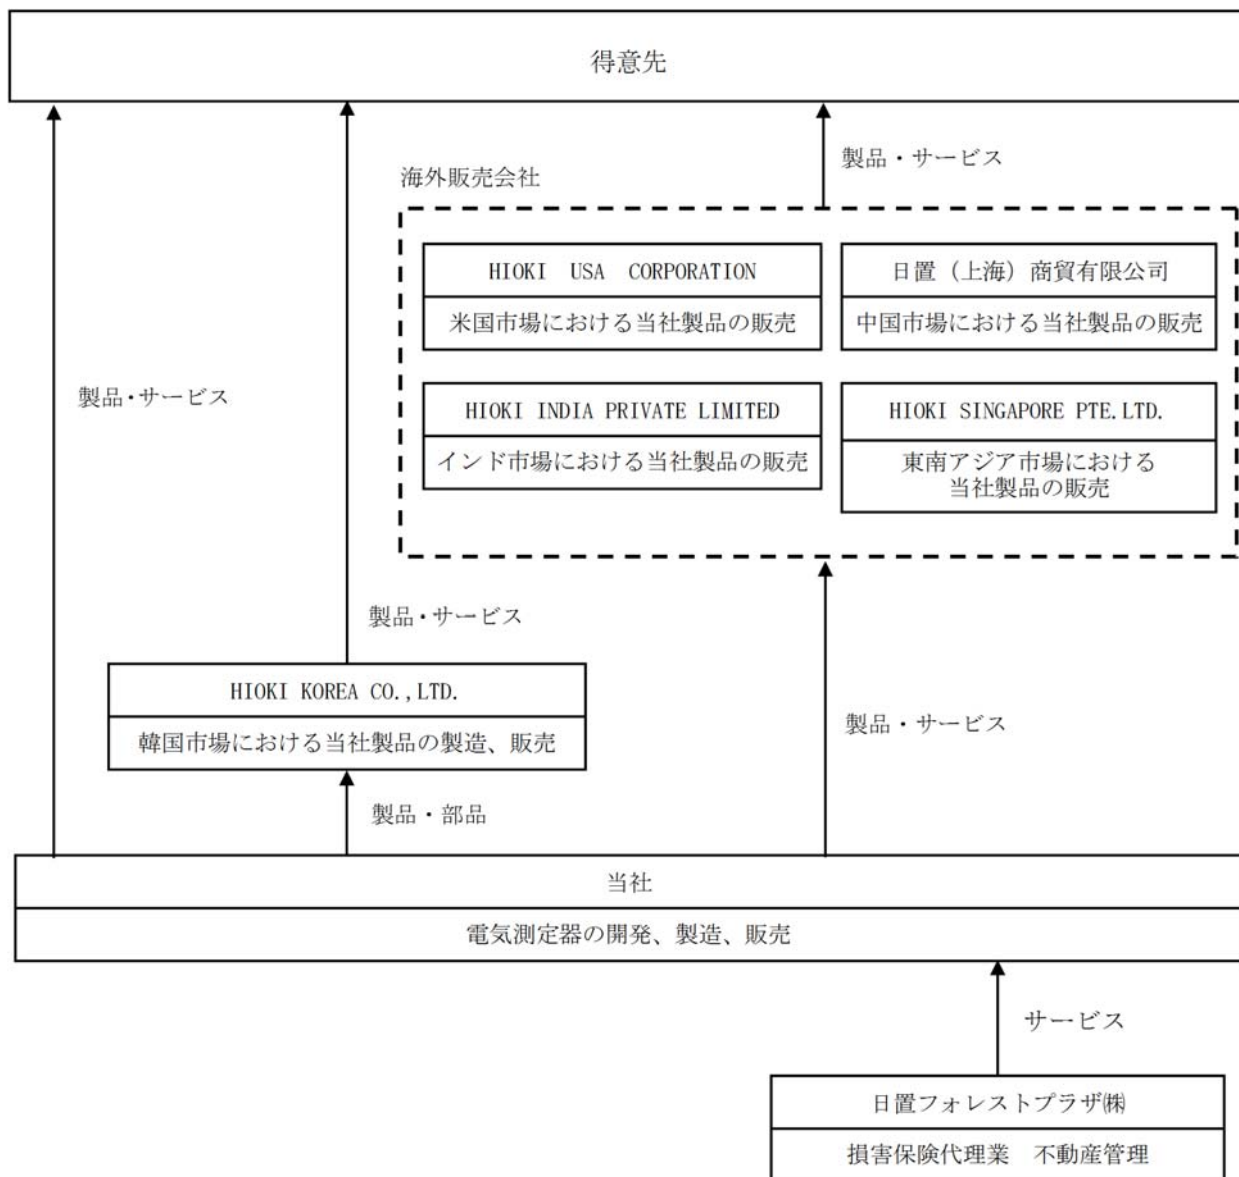 得意先
製品・サービス
海外販売会社
HIOKI USA CORPORATION
米国市場における当社製品の販売
日置（上海）商貿有限公司
中国市場における当社製品の販売
製品・サービス
HIOKI INDIA PRIVATE LIMITED
インド市場における当社製品の販売
HIOKI SINGAPORE PTE.LTD.
東南アジア市場における
当社製品の販売
製品・サービス
HIOKI KOREA CO.,LTD.
韓国市場における当社製品の製造、販売
製品・サービス
製品・部品
当社
電気測定器の開発、製造、販売
サービス
日置フォレストプラザ㈱
損害保険代理業　不動産管理